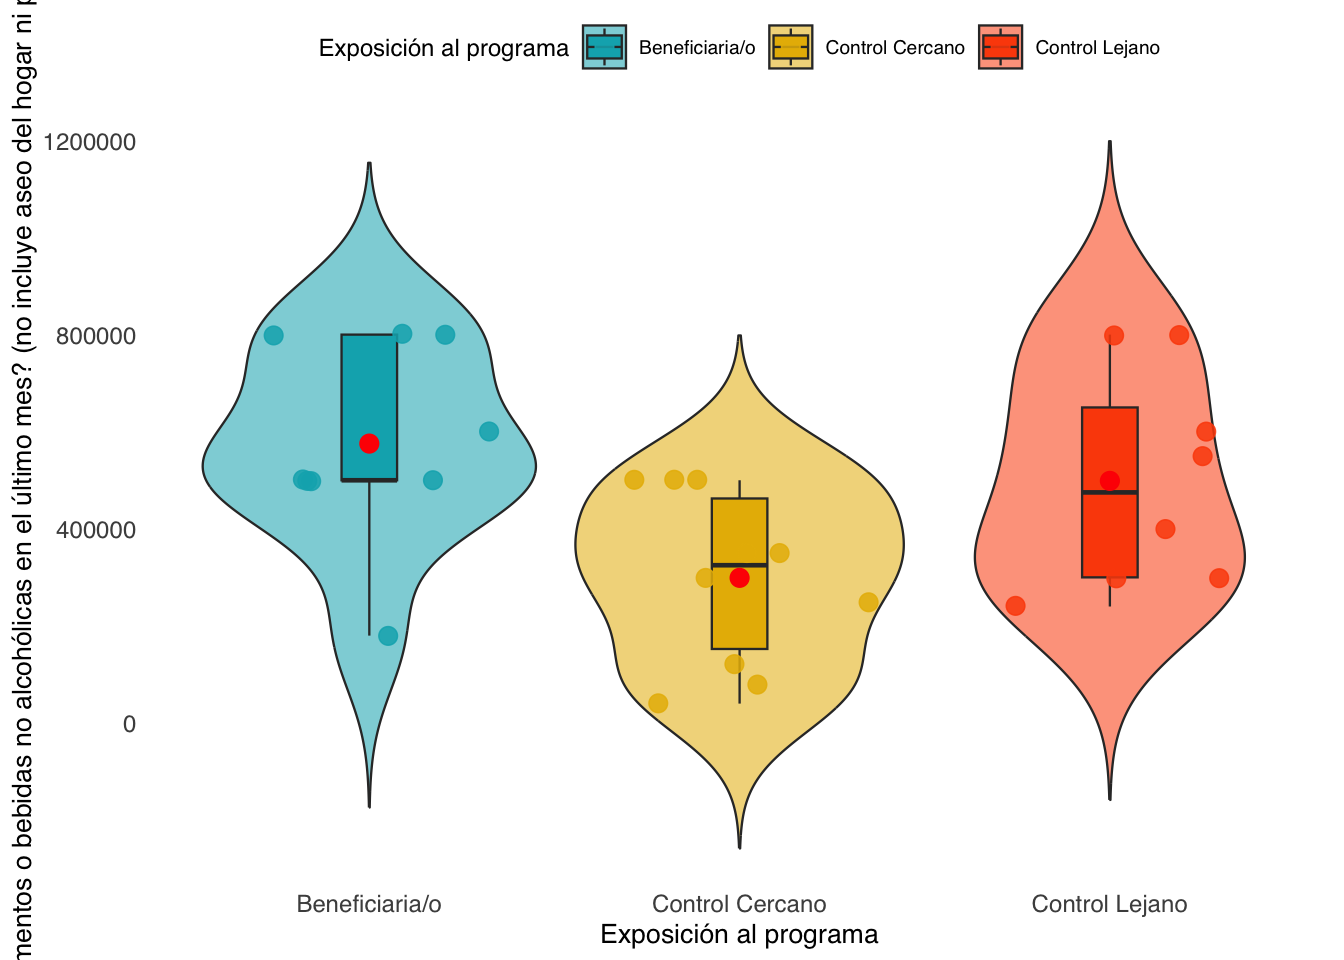 Exposición al programa
Beneficiaria/o
Control Cercano
Control Lejano
bebidas no alcohólicas en el último mes? (no incluye aseo del hogar ni
1200000
800000
400000
0
Beneficiaria/o
Control Cercano
Control Lejano
Exposición al programa